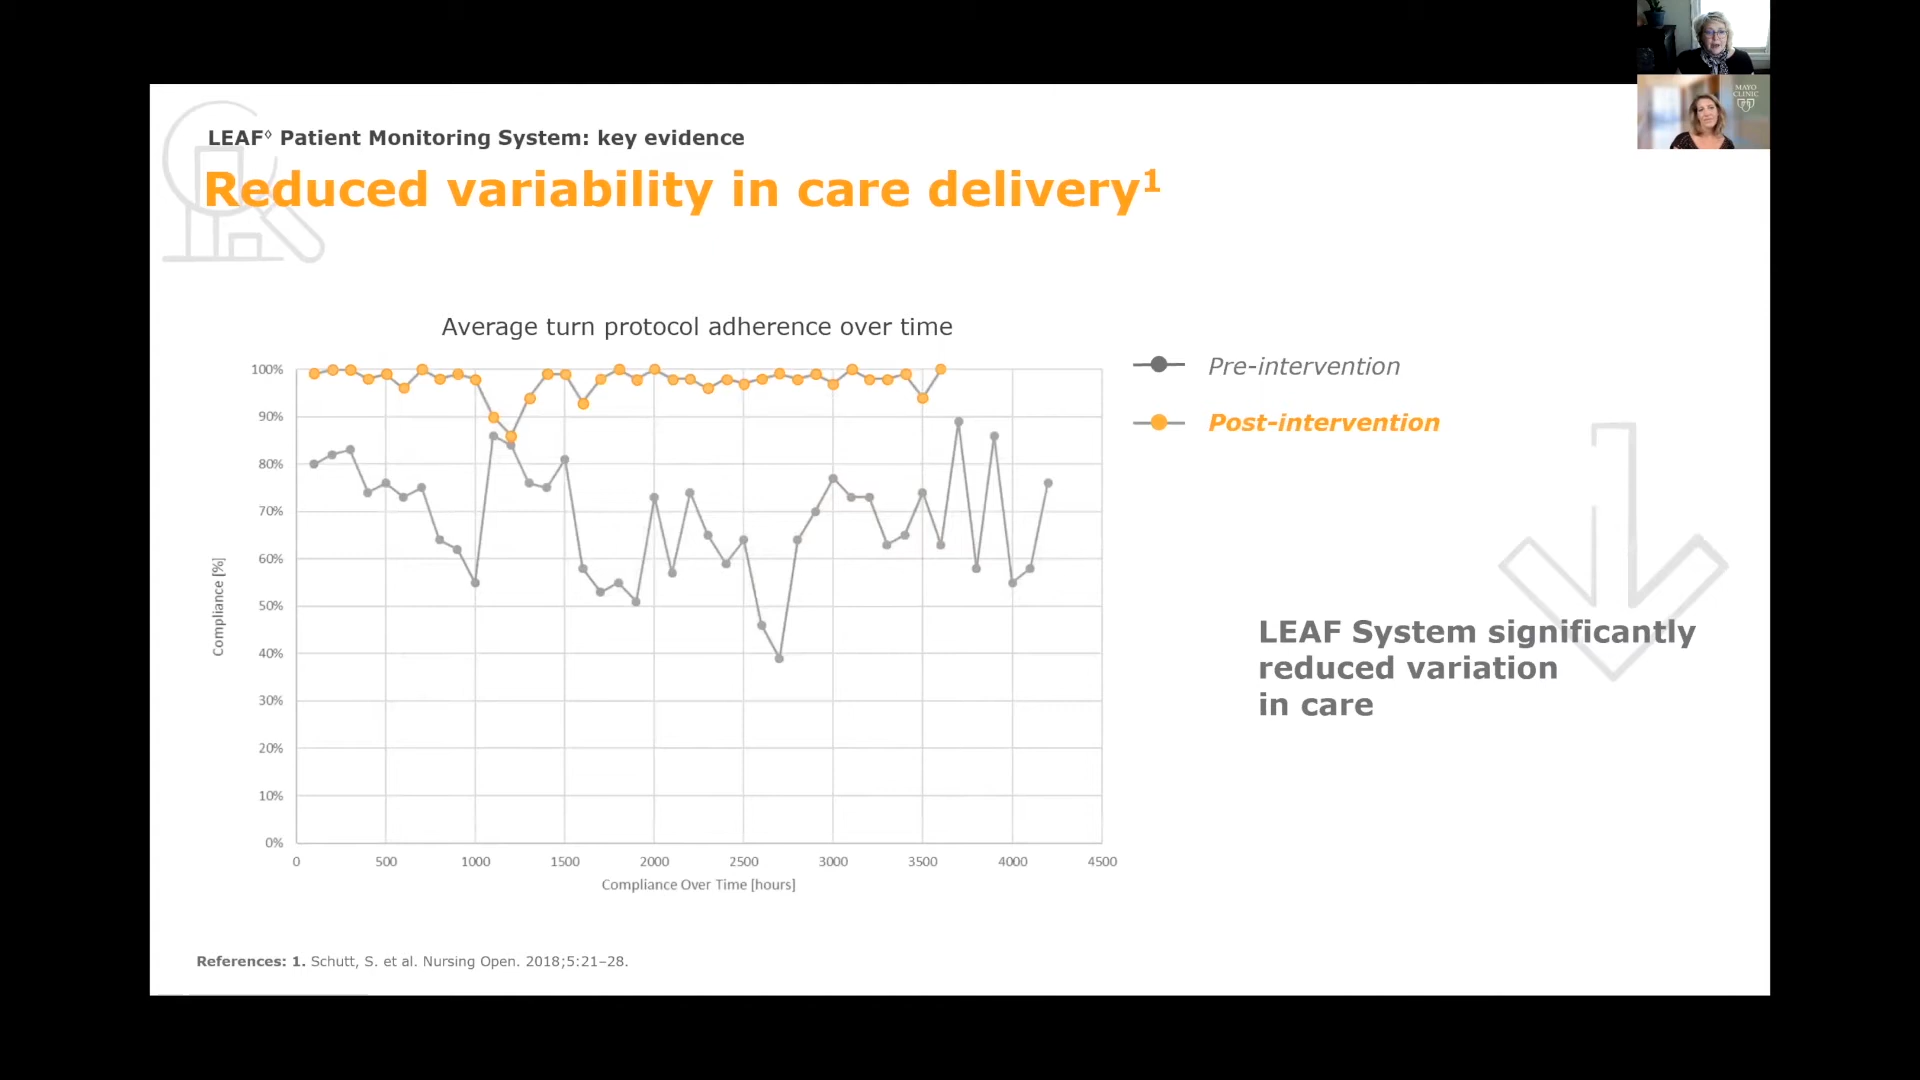 MAYO
CLINIC
LEAF◊ Patient Monitoring System: key evidence
Reduced variability in care delivery¹
Average turn protocol adherence over time
100%
90%
80%
70%
60%
50%
40%
30%
20%
10%
0%
Compliance [%]
0 500 1000 1500 2000 2500 3000 3500 4000 4500
Compliance Over Time [hours]
Pre-intervention
Post-intervention
LEAF System significantly
reduced variation
in care
References: 1. Schutt, S. et al. Nursing Open. 2018;5:21–28.